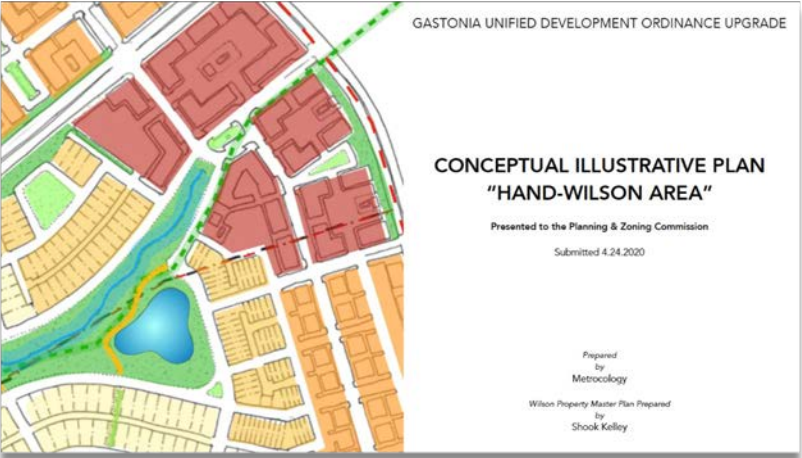 GASTONIA UNIFIED DEVELOPMENT ORDINANCE UPGRADE
CONCEPTUAL ILLUSTRATIVE PLAN
"HAND-WILSON AREA"
Presented to the Planning & Zoning Commission
Submitted 4.24.2020
Prepared
by
Metrocology
Wilson Property Master Plan Prepared
by
Shook Kelley